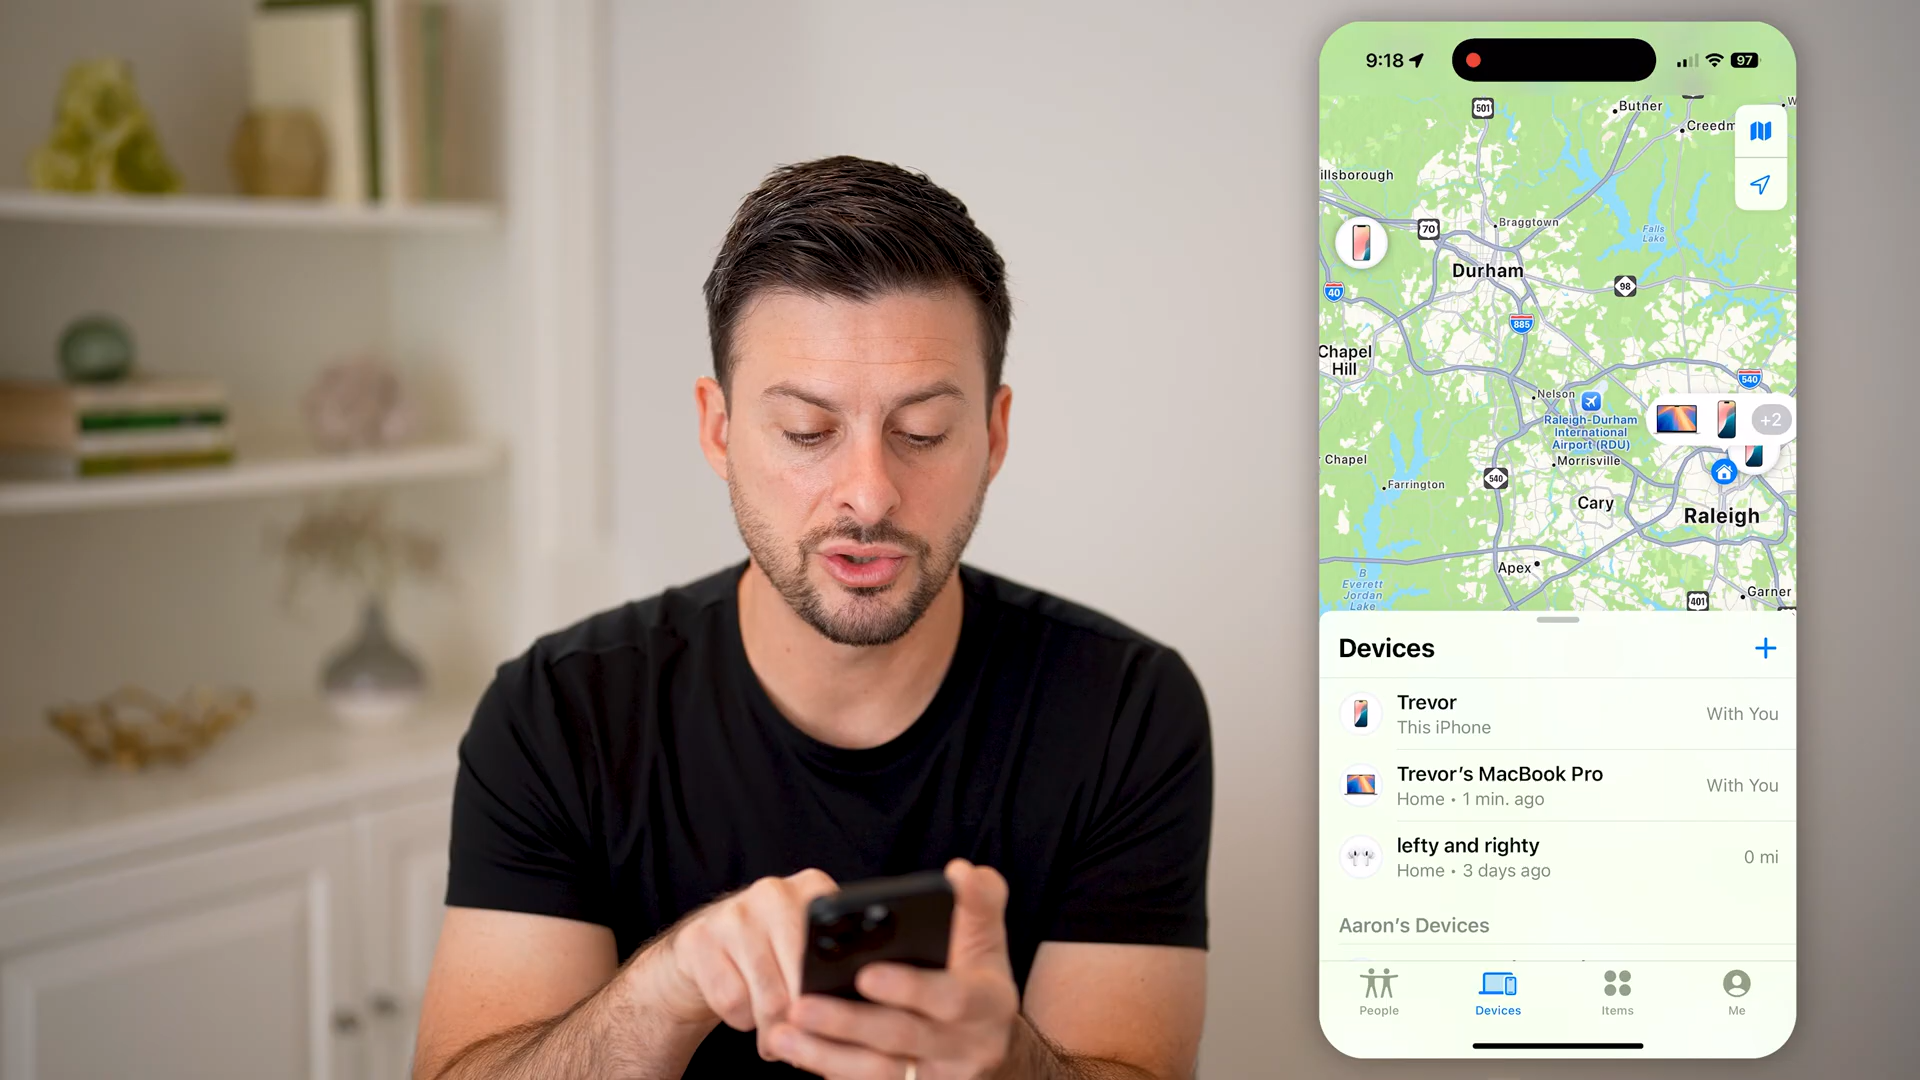 9:18
97
501
Butner
W
Creedm
illsborough
70
Braggtown
Falls
Lake
Durham
40
98
885
Chapel
Hill
540
Nelson
+2
Raleigh-Durham
International
Airport (RDU)
Chapel
Morrisville
540
Farrington
Cary
Raleigh
Apex
B
Everett
Jordan
Lake
401
Garner
Devices
+
Trevor
This iPhone
With You
Trevor’s MacBook Pro
Home • 1 min. ago
With You
lefty and righty
Home • 3 days ago
0 mi
Aaron’s Devices
People
Devices
Items
Me